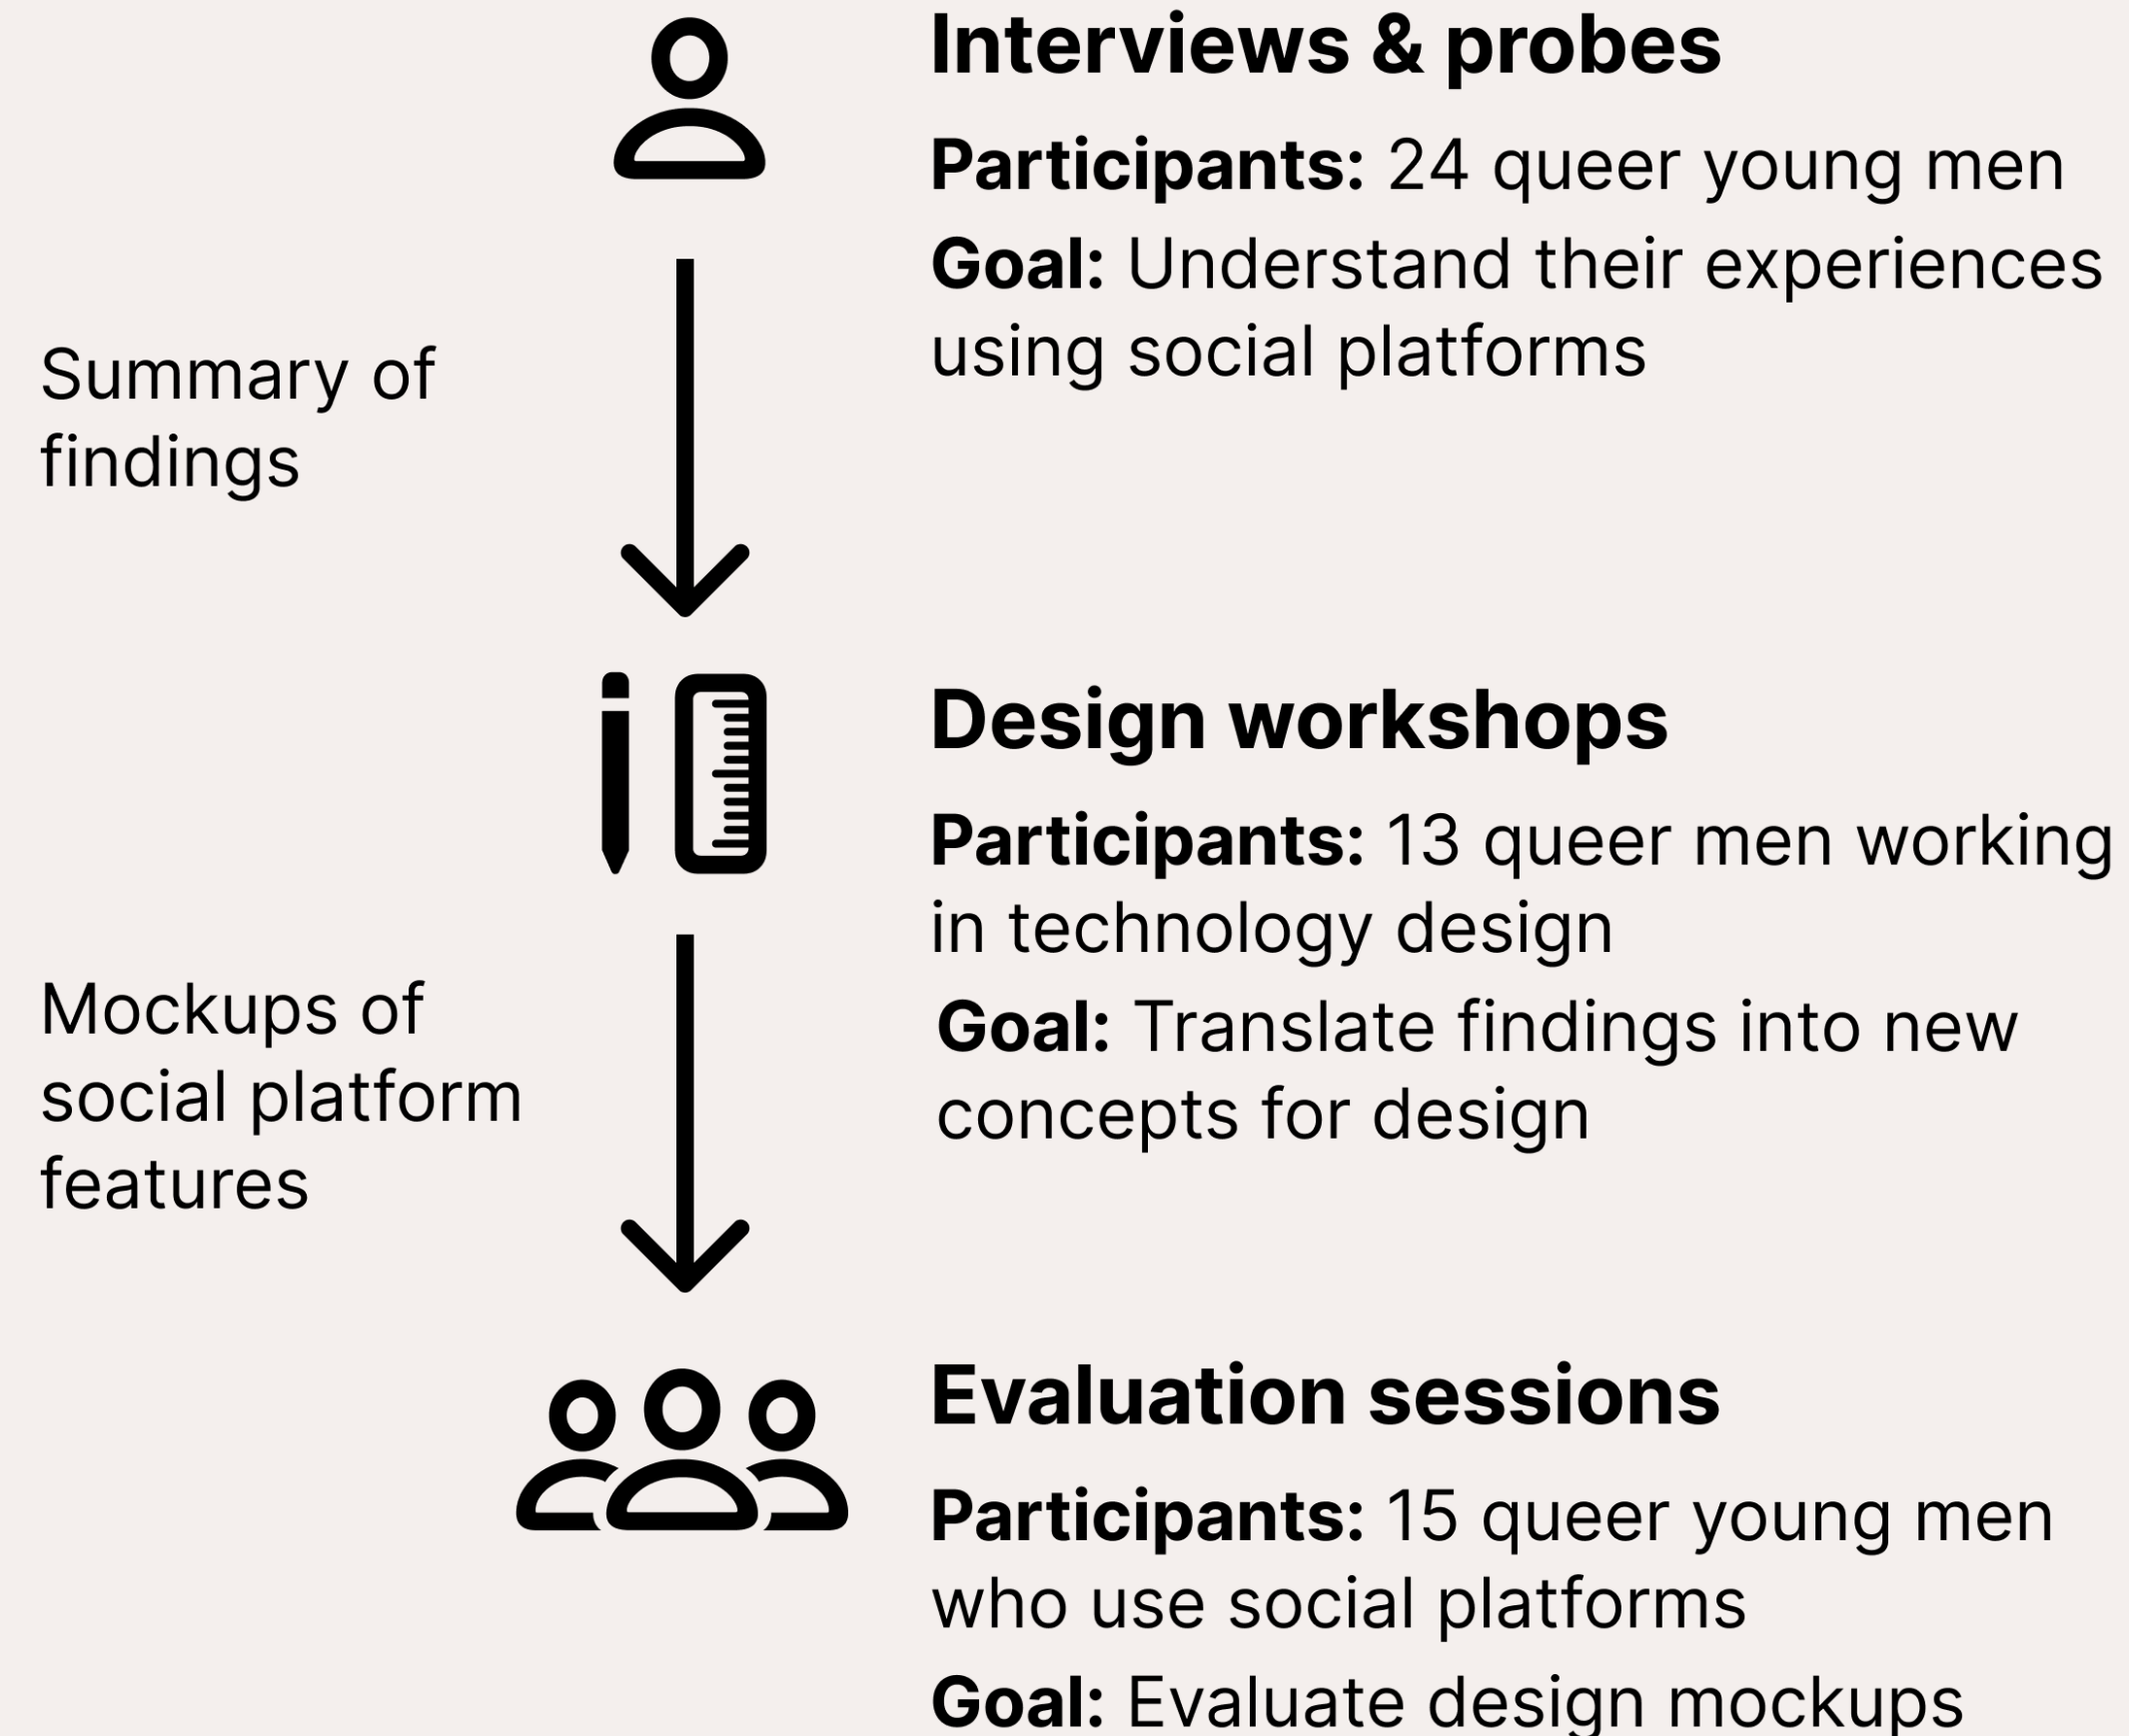 Interviews & probes
Participants: 24 queer young men
Goal: Understand their experiences
using social platforms
Summary of
findings
Design workshops
Participants: 13 queer men working
in technology design
Goal: Translate findings into new
concepts for design
Mockups of
social platform
features
Evaluation sessions
Participants: 15 queer young men
who use social platforms
Goal: Evaluate design mockups